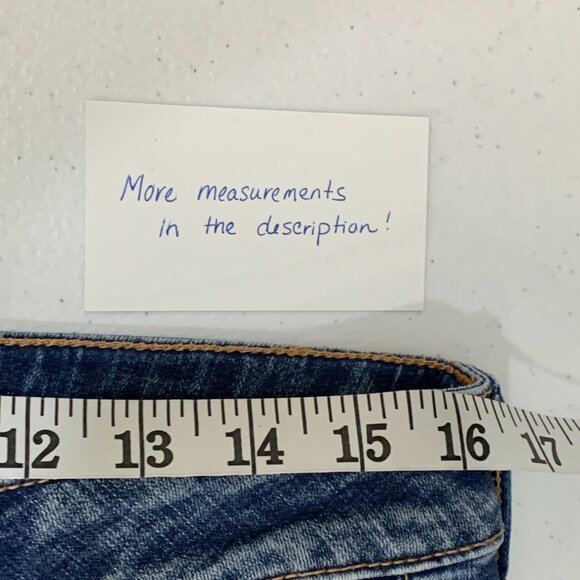 More measurements
in the description!
12 13 14 15 16 17